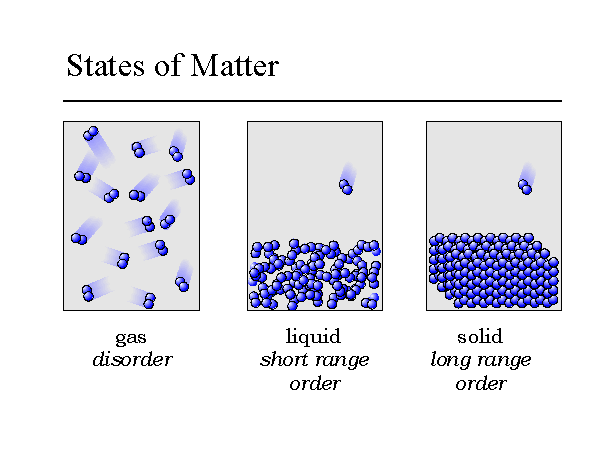 States of Matter
gas
disorder
liquid
short range
order
solid
long range
order